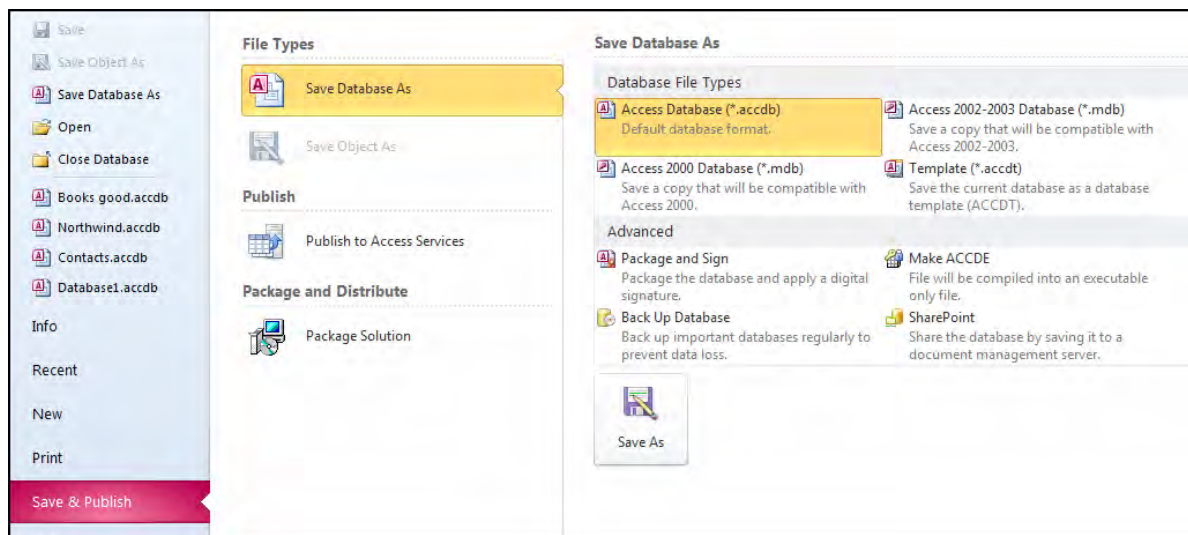 Save
Save Object As
Save Database As
Open
Close Database
Books good.accdb
Northwind.accdb
Contacts.accdb
Database1.accdb
Info
Recent
New
Print
Save & Publish
File Types
Save Database As
Save Object As
Publish
Publish to Access Services
Package and Distribute
Package Solution
Save Database As
Database File Types
Access Database (*.accdb)
Default database format.
Access 2002-2003 Database (*.mdb)
Save a copy that will be compatible with
Access 2002-2003.
Access 2000 Database (*.mdb)
Save a copy that will be compatible with
Access 2000.
Template (*.accdt)
Save the current database as a database
template (ACCDT).
Advanced
Package and Sign
Package the database and apply a digital
signature.
Make ACCDE
File will be compiled into an executable
only file.
Back Up Database
Back up important databases regularly to
prevent data loss.
SharePoint
Share the database by saving it to a
document management server.
Save As